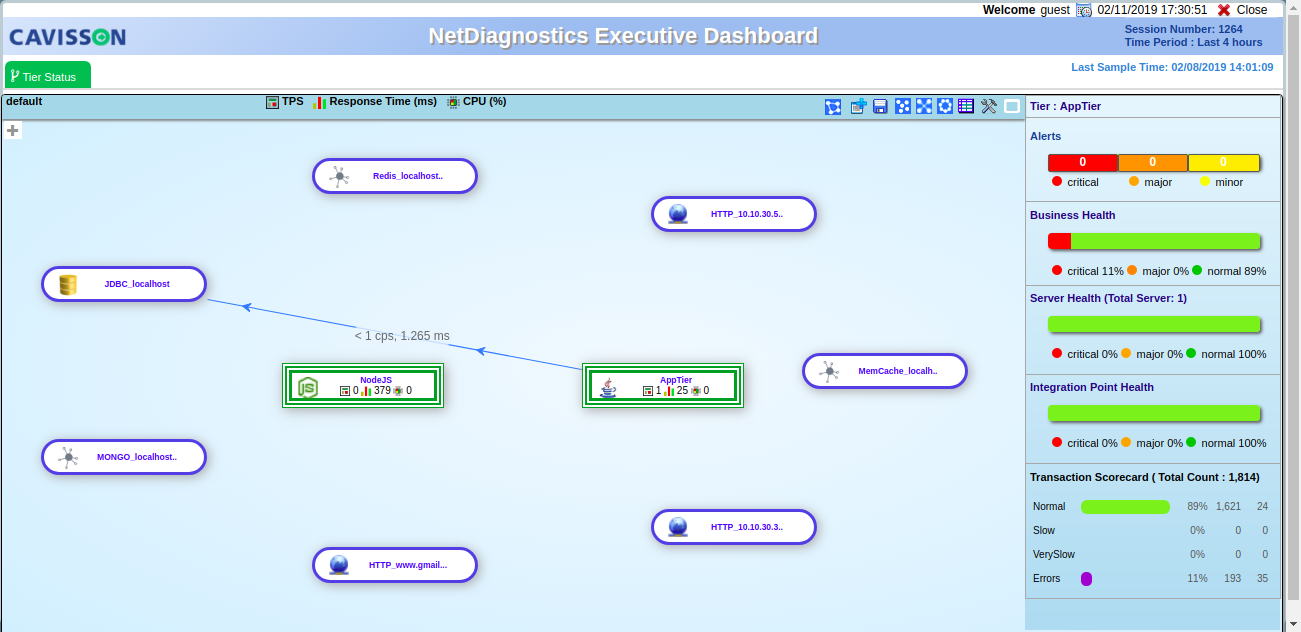 Welcome guest 02/11/2019 17:30:51 Close
CAVISSON
NetDiagnostics Executive Dashboard
Session Number: 1264
Time Period : Last 4 hours
Tier Status
Last Sample Time: 02/08/2019 14:01:09
default
TPS Response Time (ms) CPU (%)
Tier : AppTier
Redis_localhost..
HTTP_10.10.30.5..
JDBC_localhost
< 1 cps, 1.265 ms
NodeJS
JS
0 379 0
AppTier
1 25 0
MemCache_localh..
MONGO_localhost..
HTTP_10.10.30.3..
HTTP_www.gmail...
Alerts
0 0 0
critical major minor
Business Health
critical 11% major 0% normal 89%
Server Health (Total Server: 1)
critical 0% major 0% normal 100%
Integration Point Health
critical 0% major 0% normal 100%
Transaction Scorecard ( Total Count : 1,814)
Normal 89% 1,621 24
Slow 0% 0 0
VerySlow 0% 0 0
Errors 11% 193 35